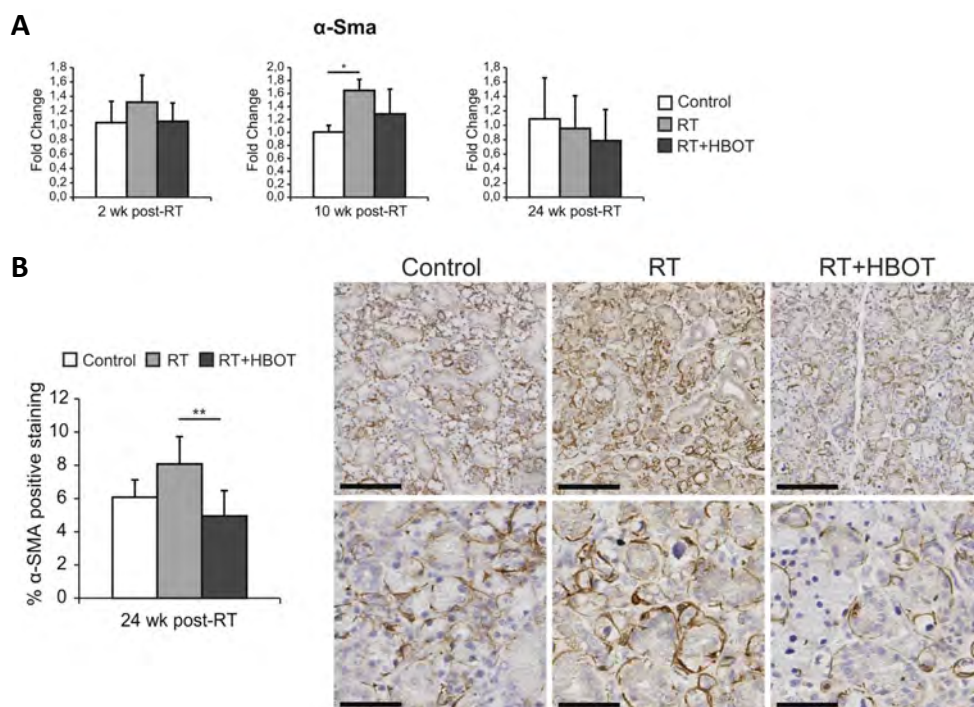 A
α-Sma
Fold Change
1,8
1,6
1,4
1,2
1,0
0,8
0,6
0,4
0,2
0,0
2 wk post-RT
Fold Change
2,0
1,8
1,6
1,4
1,2
1,0
0,8
0,6
0,4
0,2
0,0
*
10 wk post-RT
Fold Change
1,8
1,6
1,4
1,2
1,0
0,8
0,6
0,4
0,2
0,0
24 wk post-RT
Control
RT
RT+HBOT
B
Control RT RT+HBOT
% α-SMA positive staining
12
10
8
6
4
2
0
**
24 wk post-RT
Control RT RT+HBOT